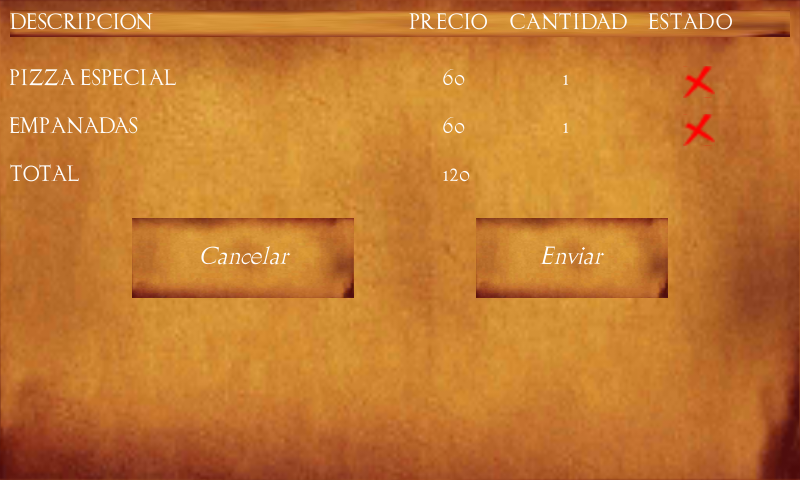 DESCRIPCION PRECIO CANTIDAD ESTADO
PIZZA ESPECIAL 60 1
EMPANADAS 60 1
TOTAL 120
Cancelar Enviar